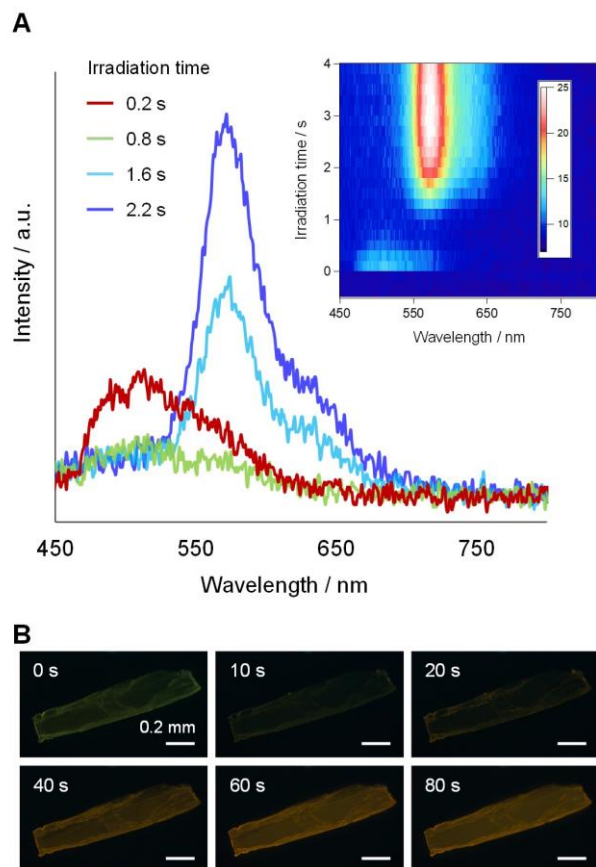 A
Irradiation time
0.2 s
0.8 s
1.6 s
2.2 s
Intensity / a.u.
450 550 650 750
Wavelength / nm
Irradiation time / s
4
3
2
1
0
450 550 650 750
Wavelength / nm
25
20
15
10
B
0 s 10 s 20 s
0.2 mm
40 s 60 s 80 s